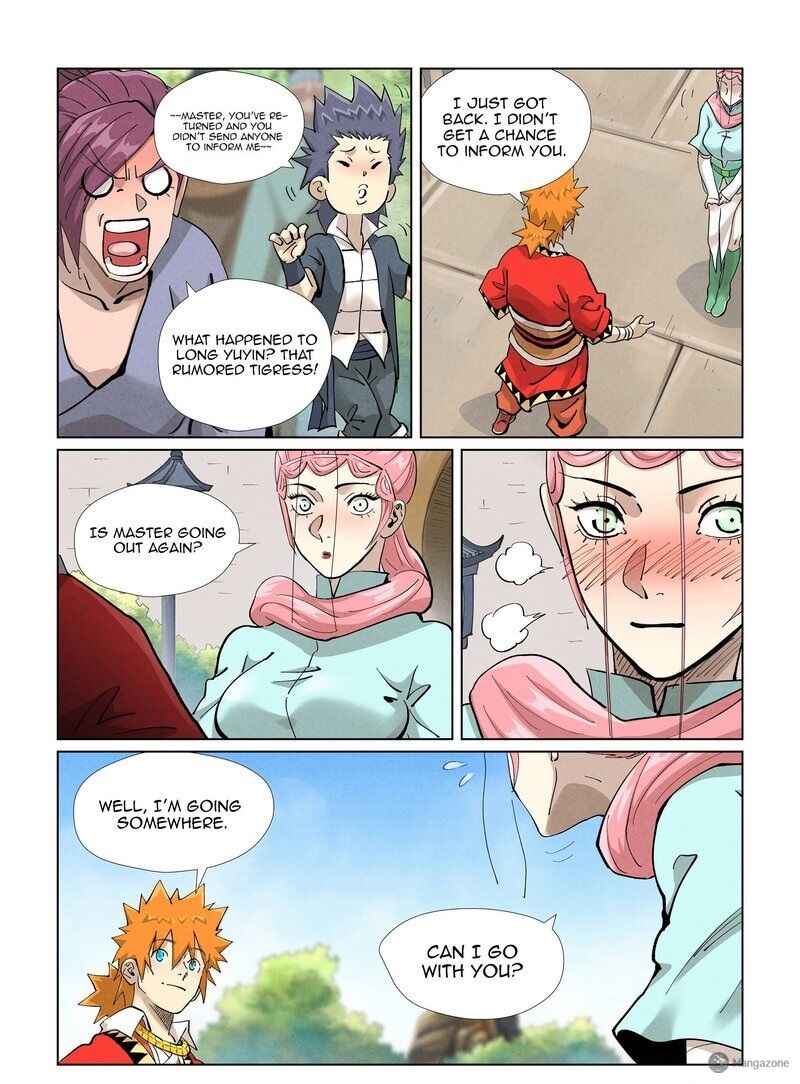 ~~MASTER, YOU'VE RE-
TURNED AND YOU
DIDN'T SEND ANYONE
TO INFORM ME~~
WHAT HAPPENED TO
LONG YUYIN? THAT
RUMORED TIGRESS!
I JUST GOT
BACK. I DIDN'T
GET A CHANCE
TO INFORM YOU.
IS MASTER GOING
OUT AGAIN?
WELL, I'M GOING
SOMEWHERE.
CAN I GO
WITH YOU?
Mangazone